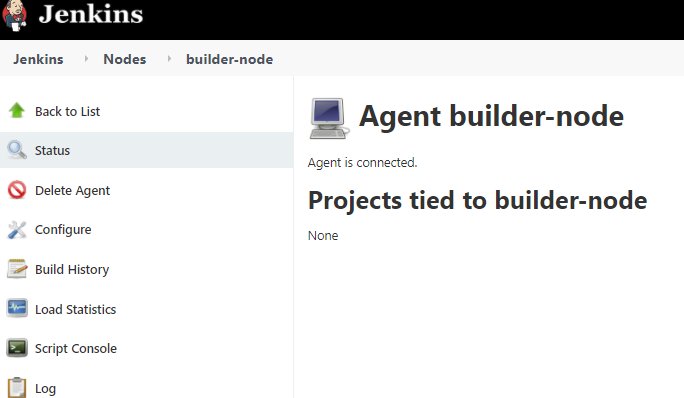 Jenkins
Jenkins Nodes builder-node
Back to List
Status
Delete Agent
Configure
Build History
Load Statistics
Script Console
Log
Agent builder-node
Agent is connected.
Projects tied to builder-node
None